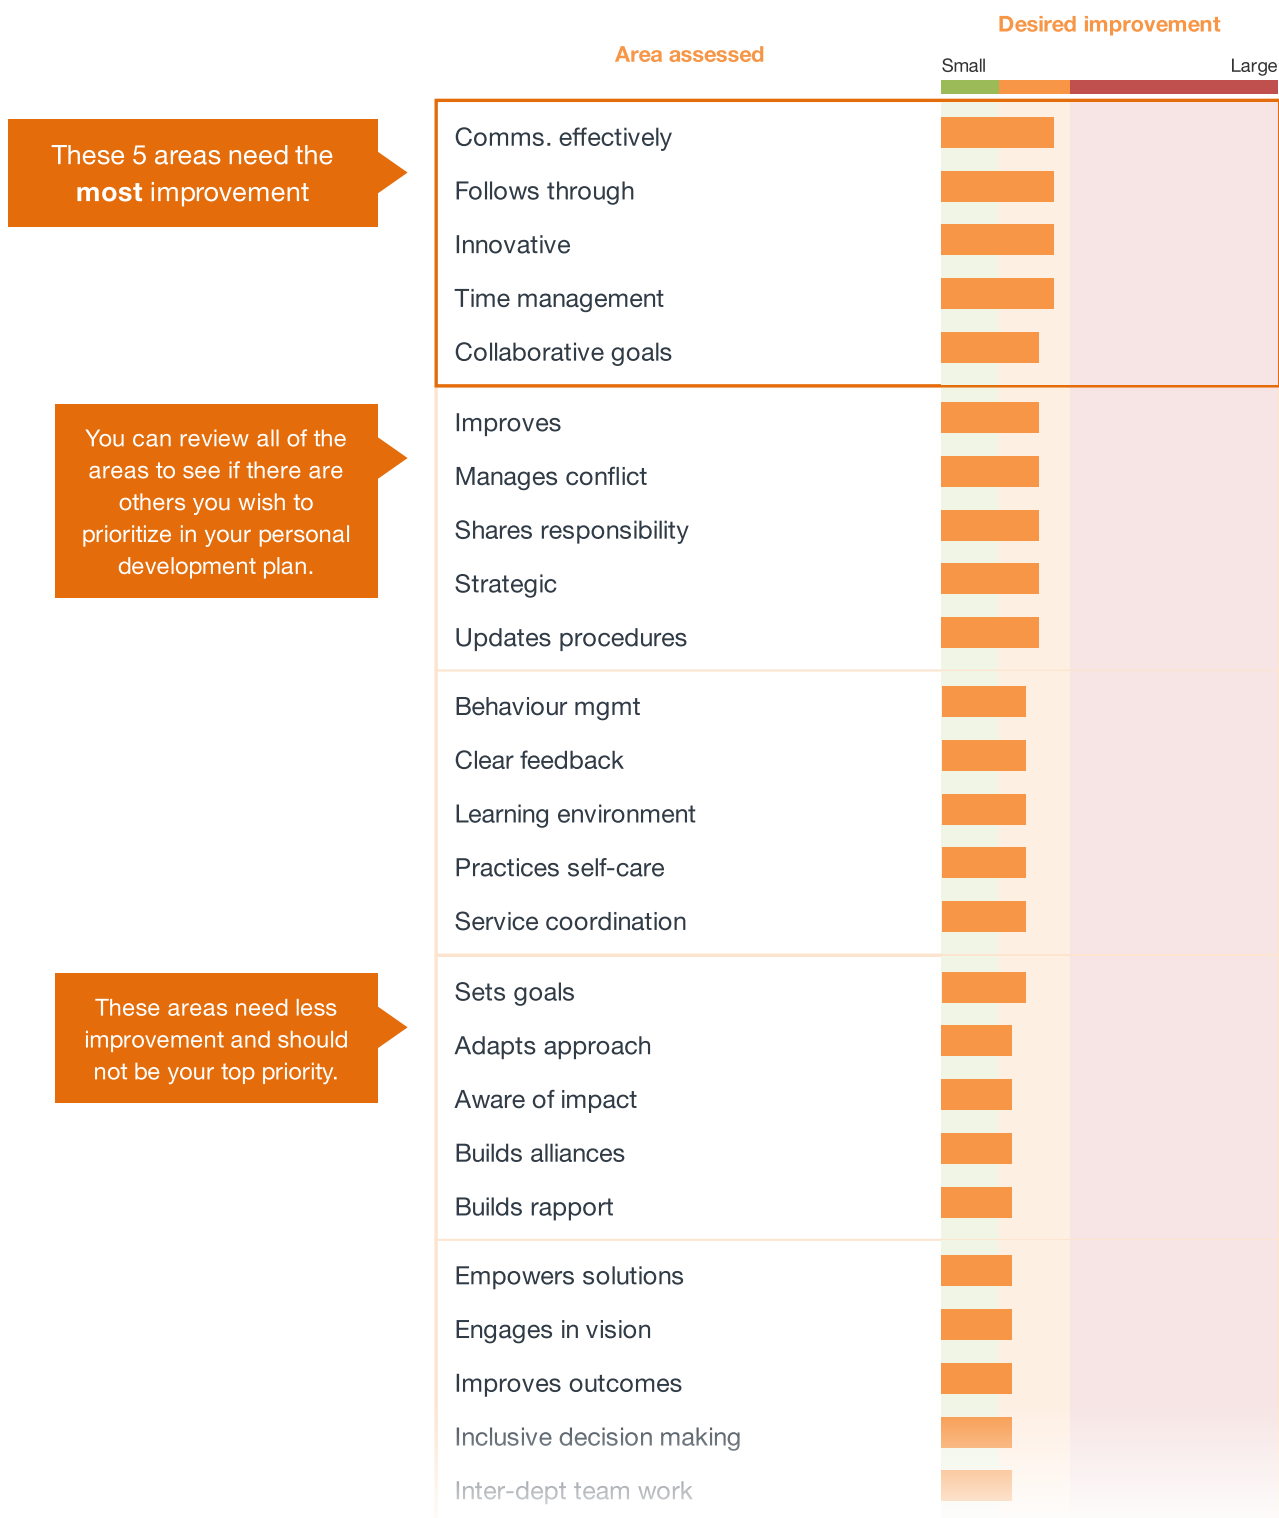 Desired improvement
Area assessed
Small
Large
These 5 areas need the
most improvement
Comms. effectively
Follows through
Innovative
Time management
Collaborative goals
You can review all of the
areas to see if there are
others you wish to
prioritize in your personal
development plan.
Improves
Manages conflict
Shares responsibility
Strategic
Updates procedures
Behaviour mgmt
Clear feedback
Learning environment
Practices self-care
Service coordination
These areas need less
improvement and should
not be your top priority.
Sets goals
Adapts approach
Aware of impact
Builds alliances
Builds rapport
Empowers solutions
Engages in vision
Improves outcomes
Inclusive decision making
Inter-dept team work